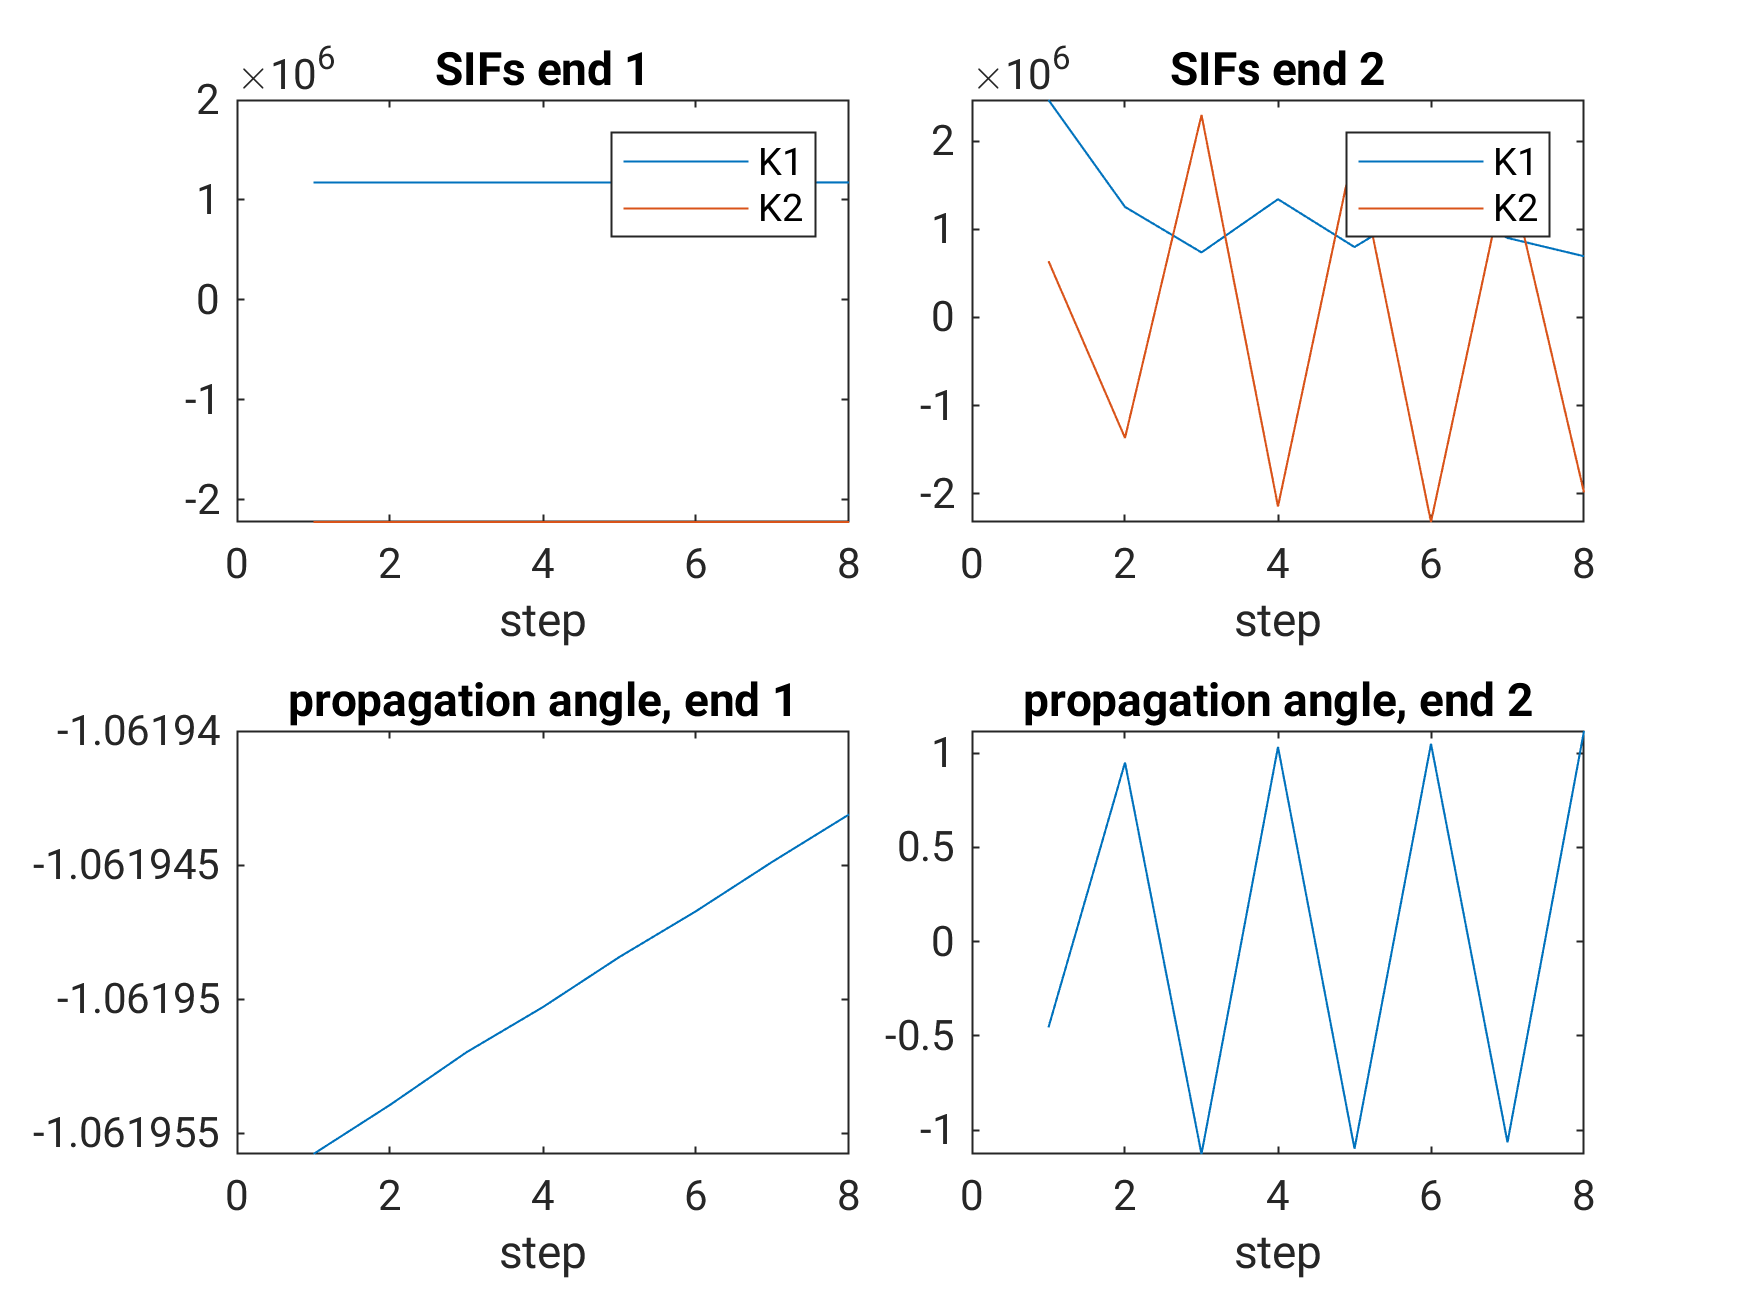 SIFs end 1
×10^6
2
1
0
-1
-2
0 2 4 6 8
step
K1
K2
SIFs end 2
×10^6
2
1
0
-1
-2
0 2 4 6 8
step
K1
K2
propagation angle, end 1
-1.06194
-1.061945
-1.06195
-1.061955
0 2 4 6 8
step
propagation angle, end 2
1
0.5
0
-0.5
-1
0 2 4 6 8
step